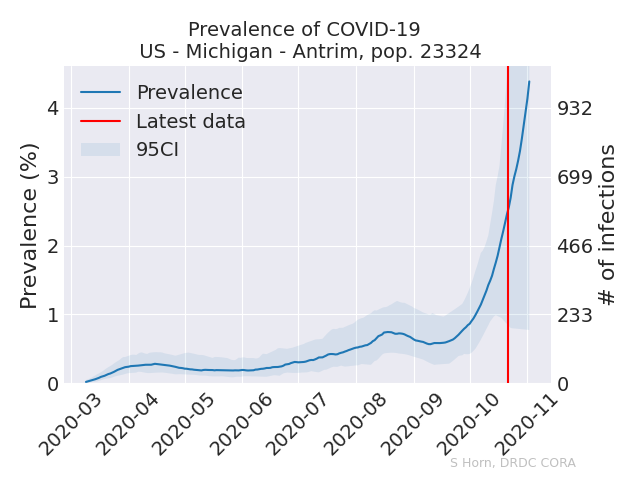 Prevalence of COVID-19
US - Michigan - Antrim, pop. 23324
Prevalence
Latest data
95CI
Prevalence (%)
4
3
2
1
0
932
699
466
233
0
# of infections
2020-03
2020-04
2020-05
2020-06
2020-07
2020-08
2020-09
2020-10
2020-11
S Horn, DRDC CORA